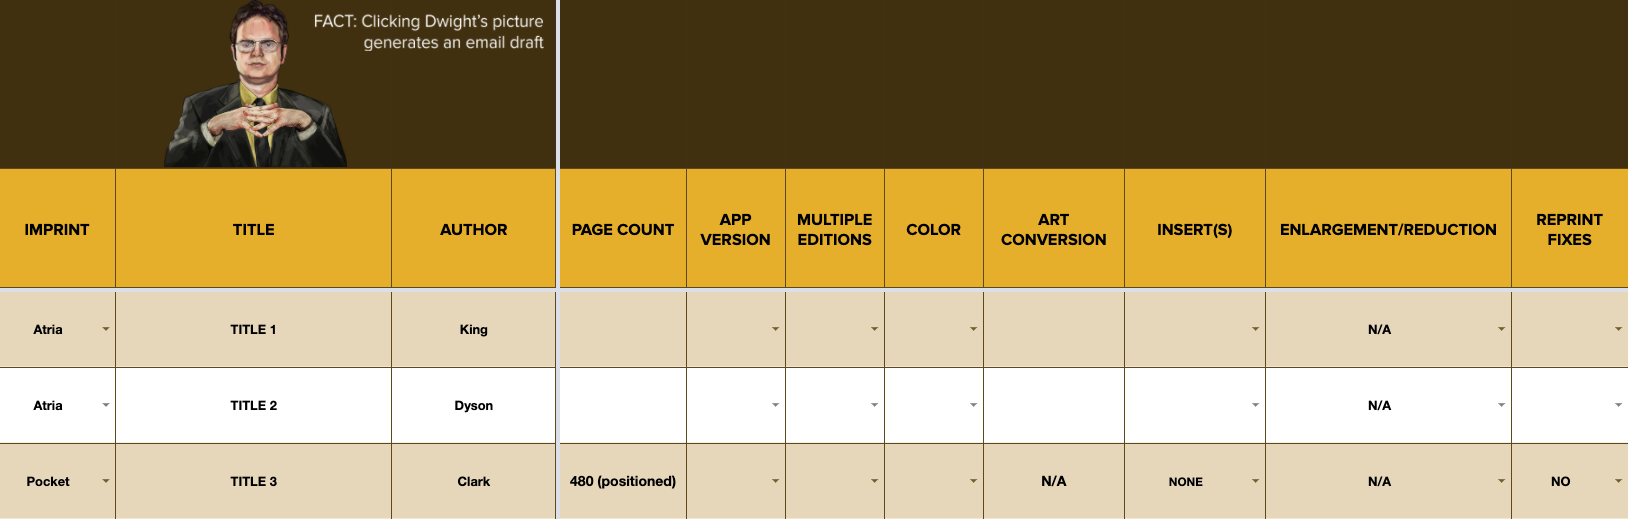 FACT: Clicking Dwight's picture
generates an email draft
IMPRINT TITLE AUTHOR PAGE COUNT APP VERSION MULTIPLE EDITIONS COLOR ART CONVERSION INSERT(S) ENLARGEMENT/REDUCTION REPRINT FIXES
Atria TITLE 1 King N/A
Atria TITLE 2 Dyson N/A
Pocket TITLE 3 Clark 480 (positioned) N/A NONE N/A NO